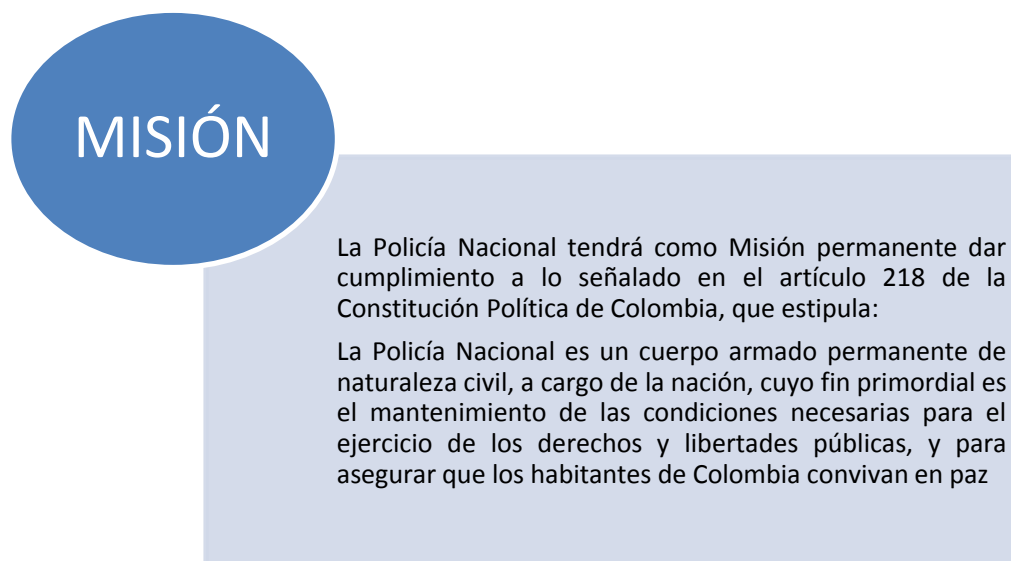 MISIÓN
La Policía Nacional tendrá como Misión permanente dar
cumplimiento a lo señalado en el artículo 218 de la
Constitución Política de Colombia, que estipula:
La Policía Nacional es un cuerpo armado permanente de
naturaleza civil, a cargo de la nación, cuyo fin primordial es
el mantenimiento de las condiciones necesarias para el
ejercicio de los derechos y libertades públicas, y para
asegurar que los habitantes de Colombia convivan en paz